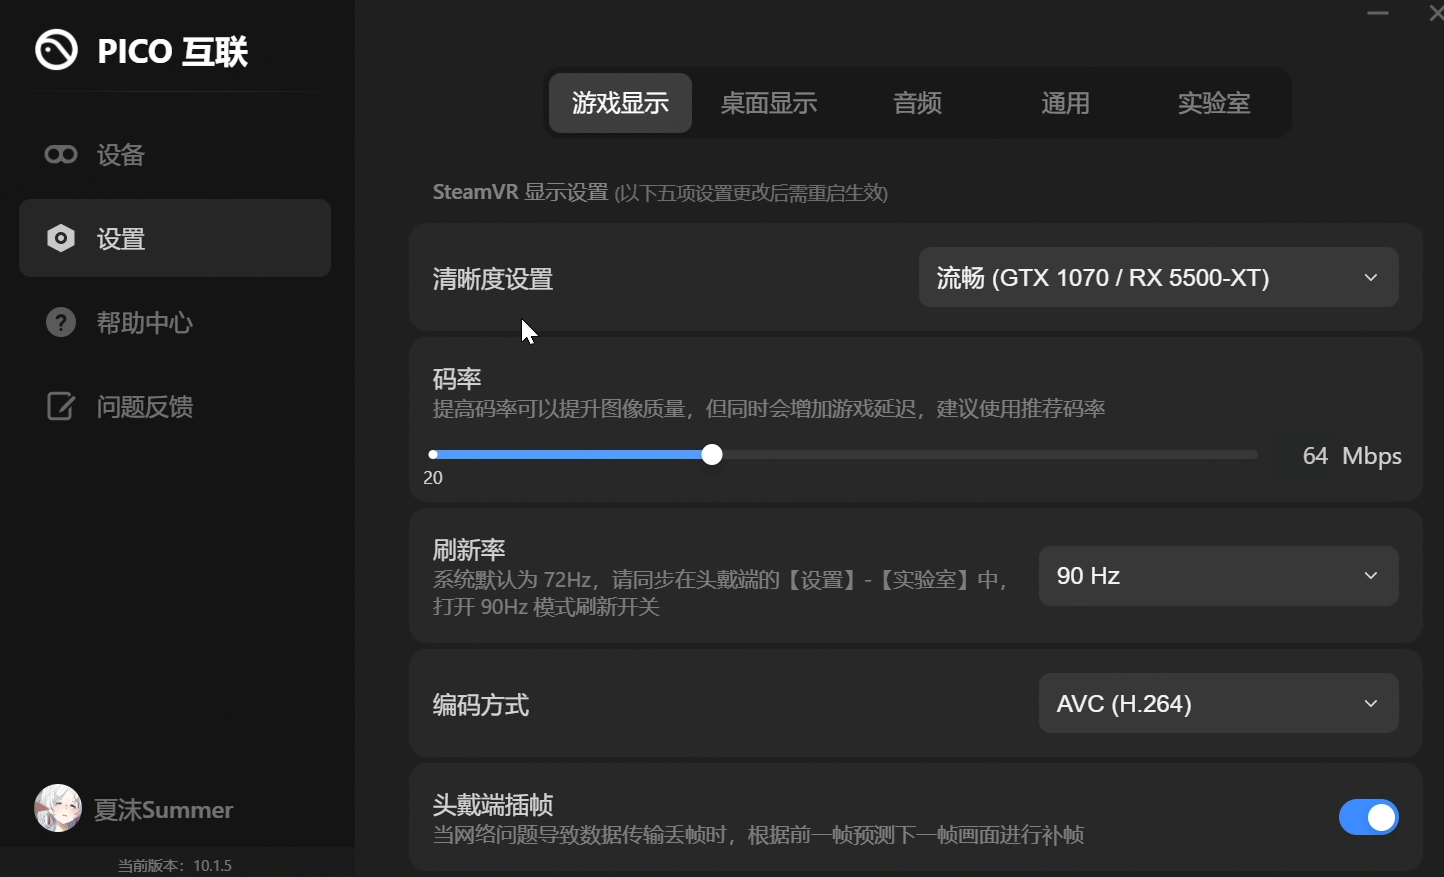 PICO 互联
设备
设置
帮助中心
问题反馈
夏沫Summer
当前版本：10.1.5
游戏显示 桌面显示 音频 通用 实验室
SteamVR 显示设置 (以下五项设置更改后需重启生效)
清晰度设置 流畅 (GTX 1070 / RX 5500-XT)
码率
提高码率可以提升图像质量，但同时会增加游戏延迟，建议使用推荐码率
64 Mbps
20
刷新率
系统默认为 72Hz，请同步在头戴端的【设置】-【实验室】中，
打开 90Hz 模式刷新开关
90 Hz
编码方式 AVC (H.264)
头戴端插帧
当网络问题导致数据传输丢帧时，根据前一帧预测下一帧画面进行补帧